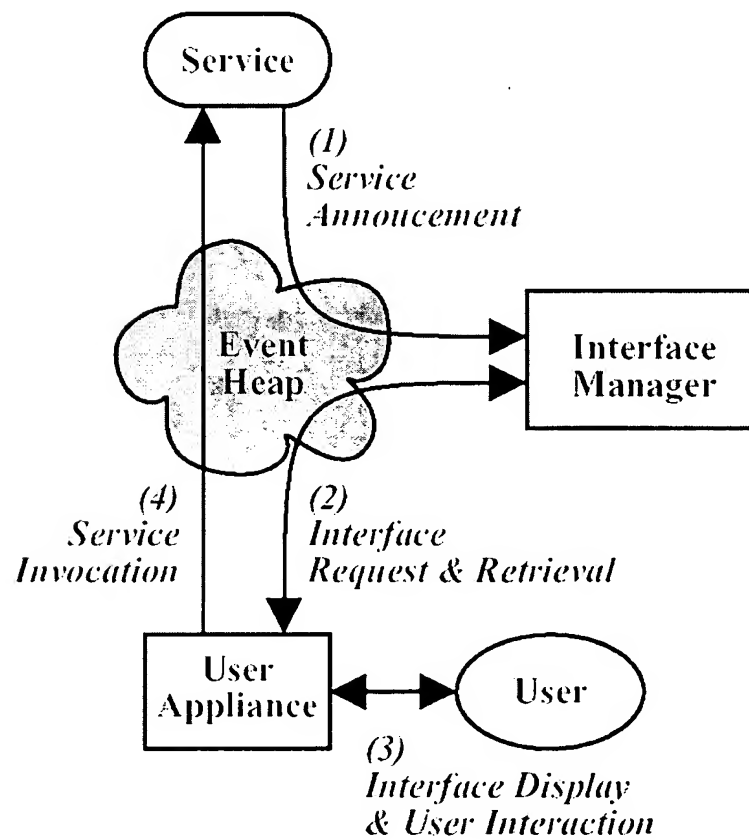 Service
(1)
Service
Annoucement
Event
Heap
Interface
Manager
(4)
Service
Invocation
(2)
Interface
Request & Retrieval
User
Appliance
User
(3)
Interface Display
& User Interaction